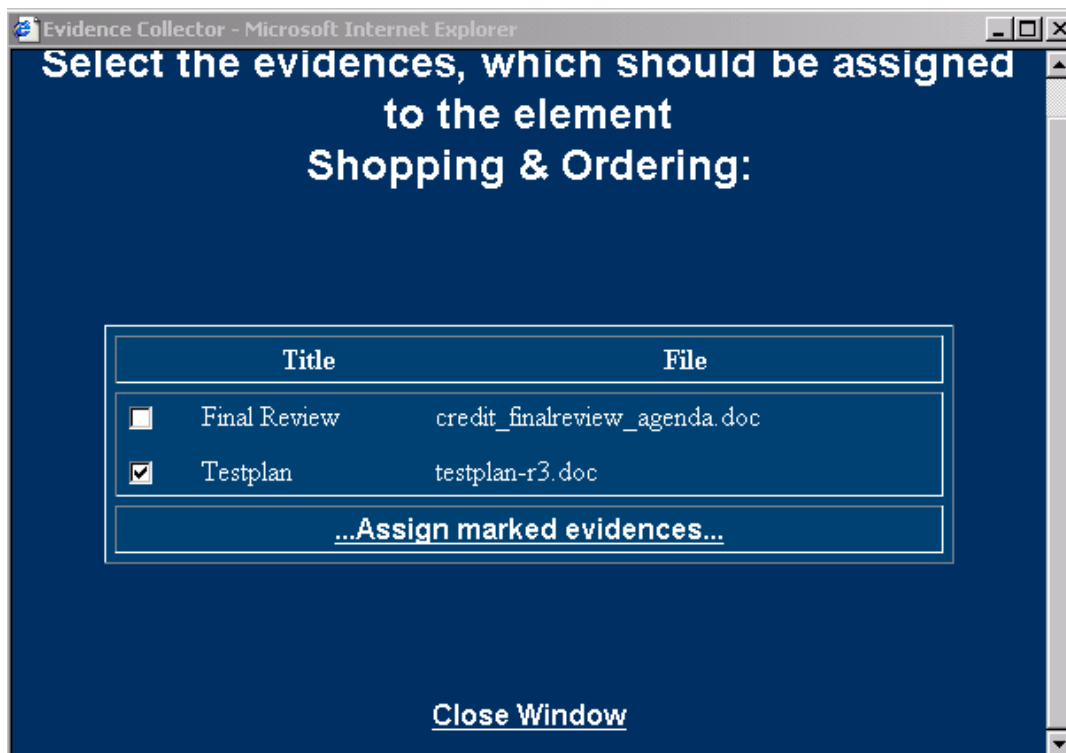 Evidence Collector - Microsoft Internet Explorer
Select the evidences, which should be assigned
to the element
Shopping & Ordering:
Title File
Final Review credit_finalreview_agenda.doc
Testplan testplan-r3.doc
...Assign marked evidences...
Close Window